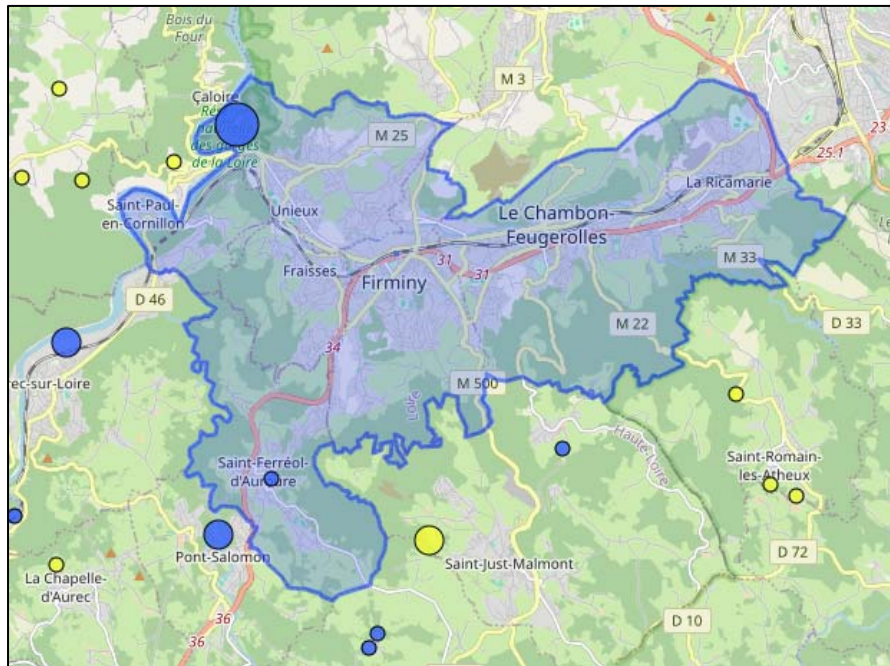 Bois du
Four
M 3
Çaloire
Rés
na
des
de la Loire
M 25
23
25.1
La Ricamarie
Saint-Paul-
en-Cornillon
Unieux
Le Chambon-
Feugerolles
31
31
Fraisses
Firminy
M 33
D 46
M 22
D 33
34
rec-sur-Loire
M 500
Loire
Haute-Loire
Saint-Romain-
les-Atheux
Saint-Ferréol-
Pont-Salomon
Saint-Just-Malmont
D 72
La Chapelle-
d'Aurec
36
36
D 10